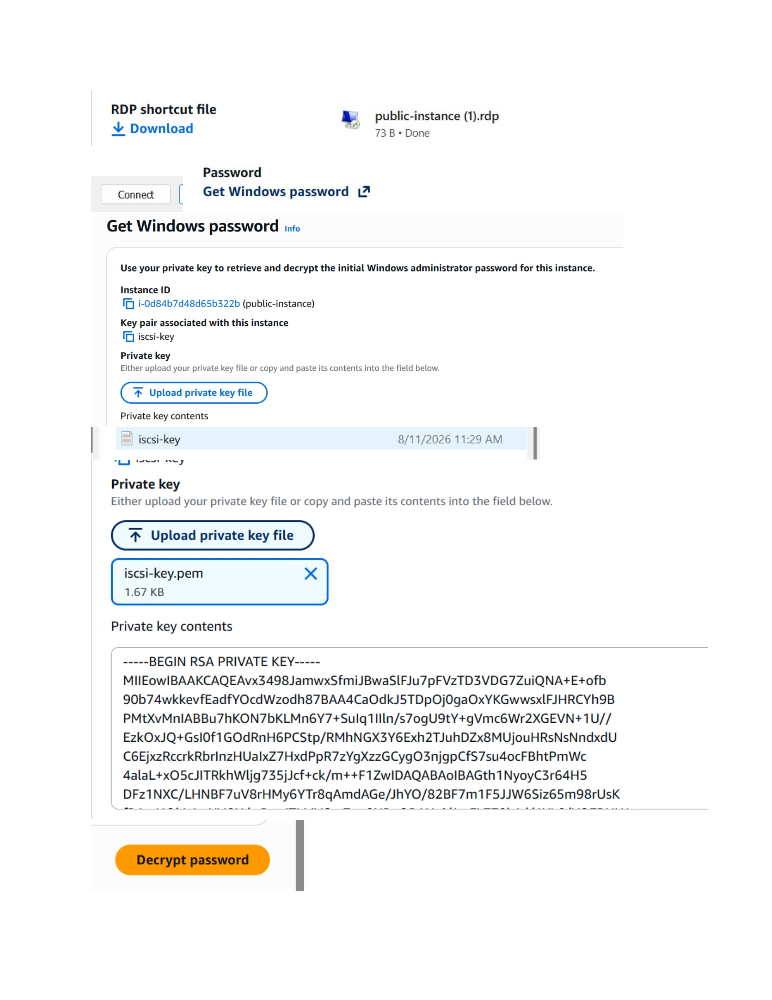 RDP shortcut file
Download
public-instance (1).rdp
73 B • Done
Password
Get Windows password
Connect
Get Windows password Info
Use your private key to retrieve and decrypt the initial Windows administrator password for this instance.
Instance ID
i-0d84b7d48d65b322b (public-instance)
Key pair associated with this instance
iscsi-key
Private key
Either upload your private key file or copy and paste its contents into the field below.
Upload private key file
Private key contents
iscsi-key 8/11/2026 11:29 AM
Private key
Either upload your private key file or copy and paste its contents into the field below.
Upload private key file
iscsi-key.pem
1.67 KB
Private key contents
-----BEGIN RSA PRIVATE KEY-----
MIIEowIBAAKCAQEAvx3498JamwxSfmiJBwaSlFJu7pFVzTD3VDG7ZuiQNA+E+ofb
90b74wkkevfEadfYOcdWzodh87BAA4CaOdkJ5TDpOj0gaOxYKGwwsxlFJHRCYh9B
PMtXvMnIABBu7hKON7bKLMn6Y7+SuIq1IIln/s7ogU9tY+gVmc6Wr2XGEVN+1U//
EzkOxJQ+GsI0f1GOdRnH6PCStp/RMhNGX3Y6Exh2TJuhDZx8MUjouHRsNsNndxdU
C6EjxzRccrkRbrInzHUaIxZ7HxdPpR7zYgXzzGCygO3njgpCfS7su4ocFBhtPmWc
4alaL+xO5cJITRkhWljg735jJcf+ck/m++F1ZwIDAQABAoIBAGth1NyoyC3r64H5
DFz1NXC/LHNBF7uV8rHMy6YTr8qAmdAGe/JhYO/82BF7m1F5JJW6Siz65m98rUsK
Decrypt password